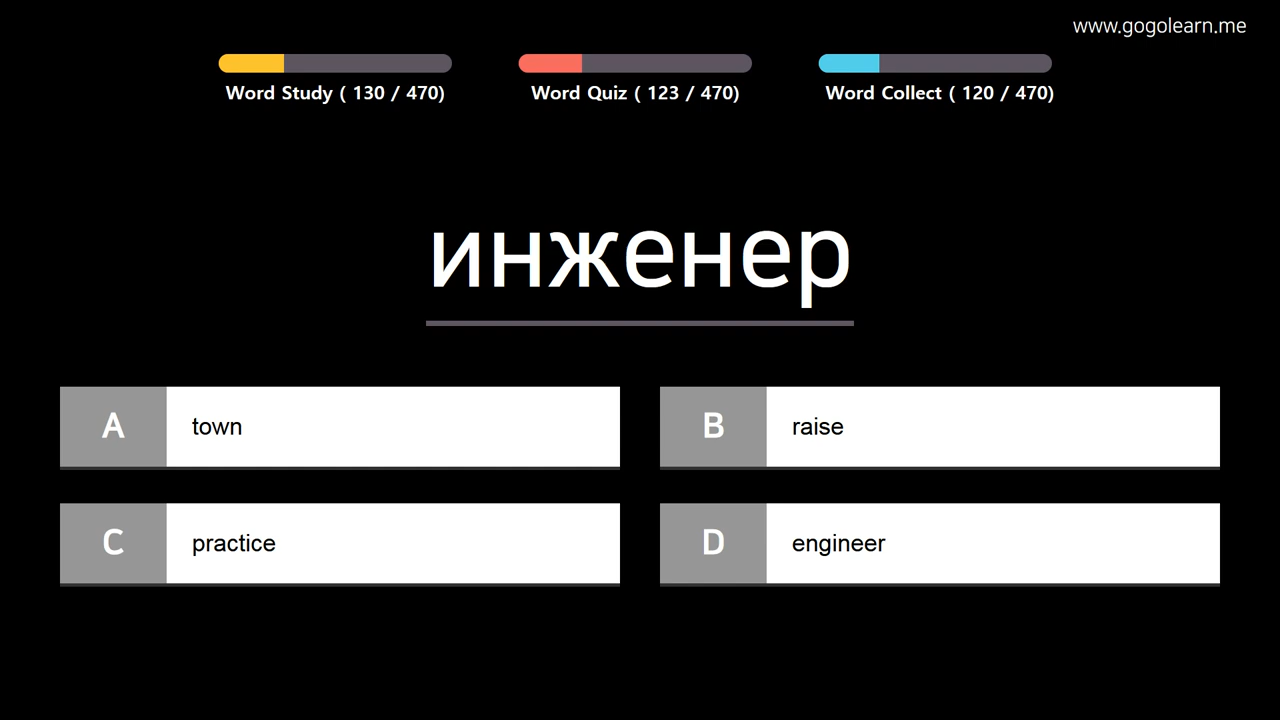 www.gogolearn.me
Word Study ( 130 / 470)
Word Quiz ( 123 / 470)
Word Collect ( 120 / 470)
инженер
A town
B raise
C practice
D engineer